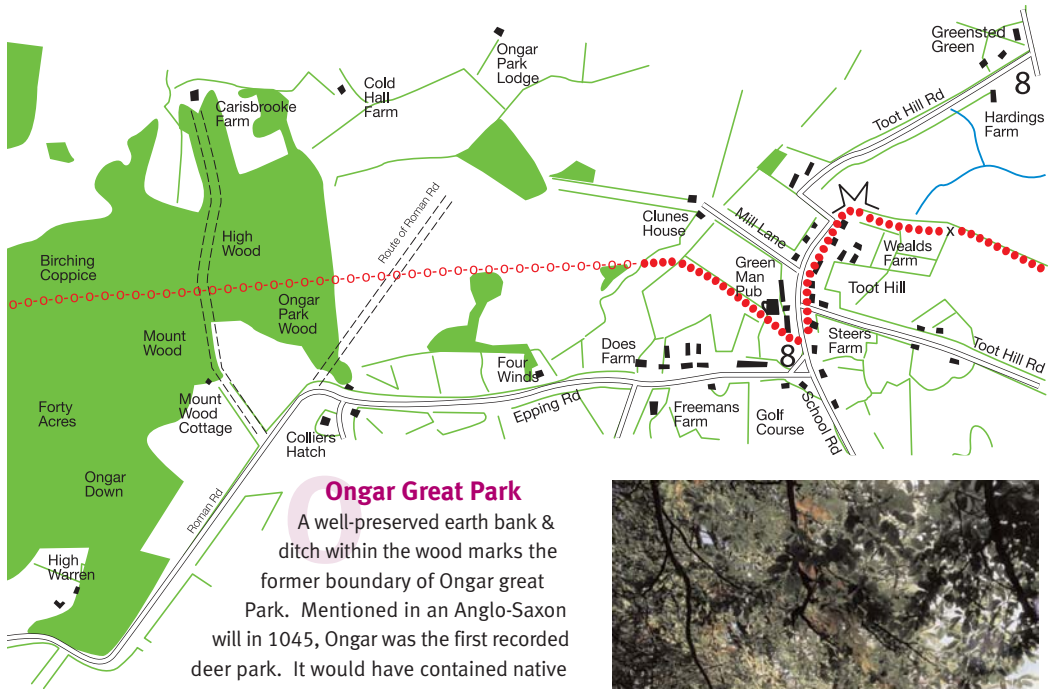 Greensted
Green
8
Hardings
Farm
Toot Hill Rd
Ongar
Park
Lodge
Cold
Hall
Farm
Carisbrooke
Farm
Route of Roman Rd
Clunes
House
Mill Lane
High
Wood
Birching
Coppice
Green
Man
Pub
Wealds
Farm
x
Toot Hill
Ongar
Park
Wood
Mount
Wood
Does
Farm
8
Steers
Farm
Toot Hill Rd
Four
Winds
Epping Rd
Mount
Wood
Cottage
Forty
Acres
Freemans
Farm
Golf
Course
School Rd
Colliers
Hatch
Ongar
Down
Roman Rd
High
Warren
O
Ongar Great Park
A well-preserved earth bank &
ditch within the wood marks the
former boundary of Ongar great
Park. Mentioned in an Anglo-Saxon
will in 1045, Ongar was the first recorded
deer park. It would have contained native